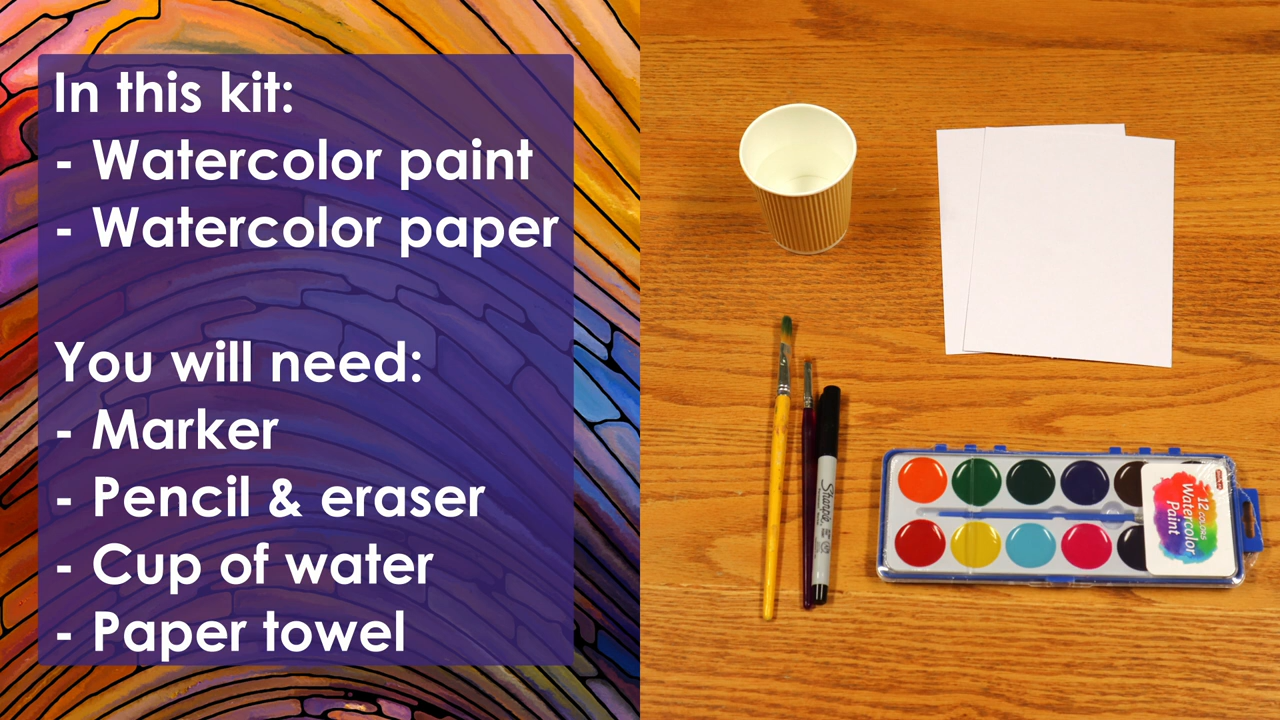 In this kit:
- Watercolor paint
- Watercolor paper
You will need:
- Marker
- Pencil & eraser
- Cup of water
- Paper towel
Sharpie
12 COLORS
Watercolor
Paint